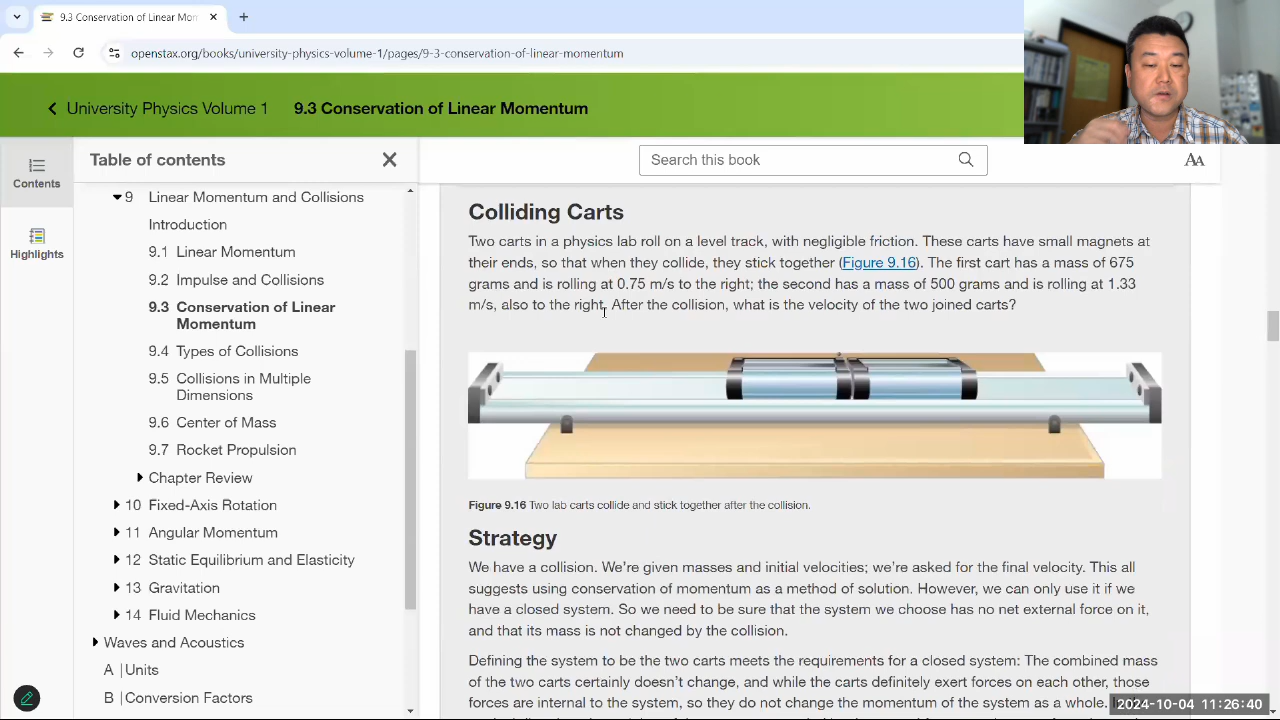 9.3 Conservation of Linear Mom
openstax.org/books/university-physics-volume-1/pages/9-3-conservation-of-linear-momentum
University Physics Volume 1
9.3 Conservation of Linear Momentum
Contents
Highlights
Table of contents
9 Linear Momentum and Collisions
Introduction
9.1 Linear Momentum
9.2 Impulse and Collisions
9.3 Conservation of Linear
Momentum
9.4 Types of Collisions
9.5 Collisions in Multiple
Dimensions
9.6 Center of Mass
9.7 Rocket Propulsion
Chapter Review
10 Fixed-Axis Rotation
11 Angular Momentum
12 Static Equilibrium and Elasticity
13 Gravitation
14 Fluid Mechanics
Waves and Acoustics
A | Units
B | Conversion Factors
Search this book
AA
Colliding Carts
Two carts in a physics lab roll on a level track, with negligible friction. These carts have small magnets at
their ends, so that when they collide, they stick together (Figure 9.16). The first cart has a mass of 675
grams and is rolling at 0.75 m/s to the right; the second has a mass of 500 grams and is rolling at 1.33
m/s, also to the right. After the collision, what is the velocity of the two joined carts?
Figure 9.16 Two lab carts collide and stick together after the collision.
Strategy
We have a collision. We're given masses and initial velocities; we're asked for the final velocity. This all
suggests using conservation of momentum as a method of solution. However, we can only use it if we
have a closed system. So we need to be sure that the system we choose has no net external force on it,
and that its mass is not changed by the collision.
Defining the system to be the two carts meets the requirements for a closed system: The combined mass
of the two carts certainly doesn't change, and while the carts definitely exert forces on each other, those
forces are internal to the system, so they do not change the momentum of the system as a whole.
2024-10-04 11:26:40